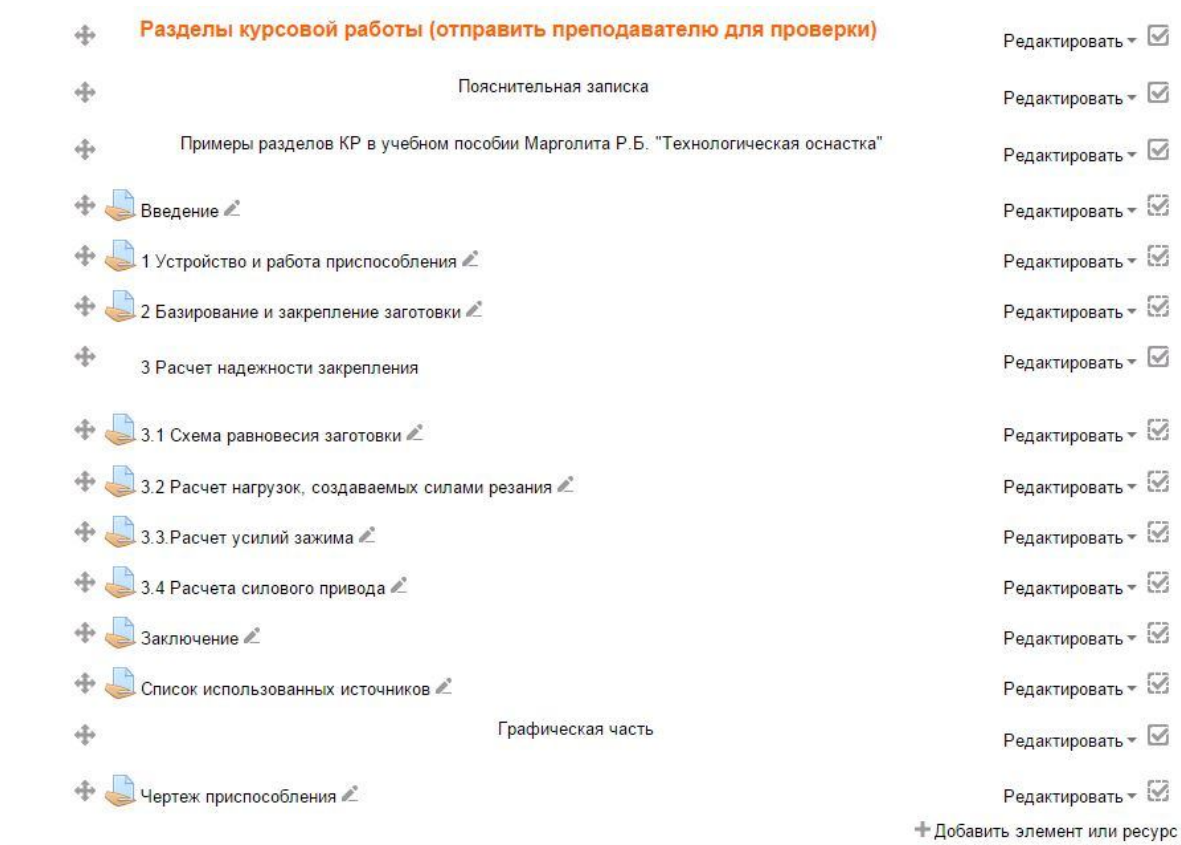 Разделы курсовой работы (отправить преподавателю для проверки) Редактировать
Пояснительная записка Редактировать
Примеры разделов КР в учебном пособии Марголита Р.Б. "Технологическая оснастка" Редактировать
Введение Редактировать
1 Устройство и работа приспособления Редактировать
2 Базирование и закрепление заготовки Редактировать
3 Расчет надежности закрепления Редактировать
3.1 Схема равновесия заготовки Редактировать
3.2 Расчет нагрузок, создаваемых силами резания Редактировать
3.3.Расчет усилий зажима Редактировать
3.4 Расчета силового привода Редактировать
Заключение Редактировать
Список использованных источников Редактировать
Графическая часть Редактировать
Чертеж приспособления Редактировать
Добавить элемент или ресурс